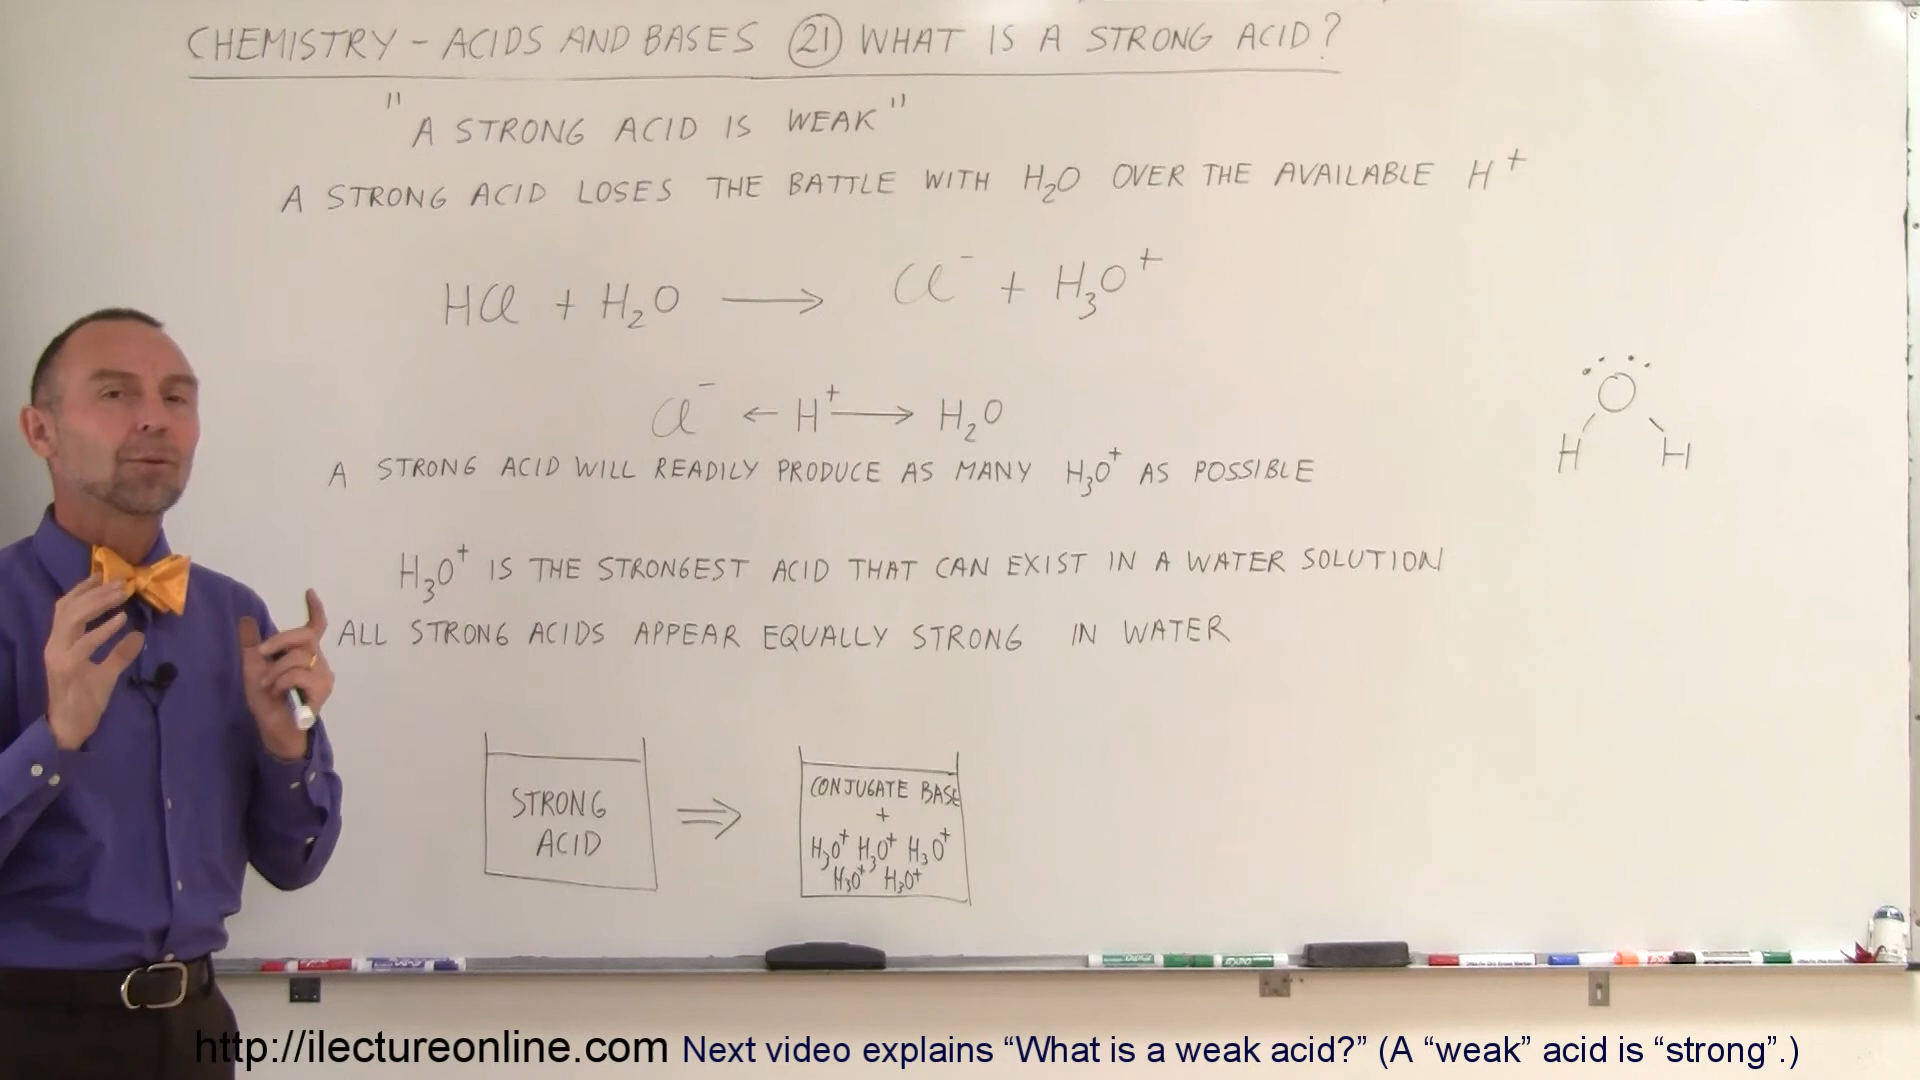 CHEMISTRY - ACIDS AND BASES 21 WHAT IS A STRONG ACID?
"A STRONG ACID IS WEAK"
A STRONG ACID LOSES THE BATTLE WITH H₂O OVER THE AVAILABLE H⁺
HCl + H₂O → Cl⁻ + H₃O⁺
Cl⁻ ← H⁺ → H₂O
O
H H
A STRONG ACID WILL READILY PRODUCE AS MANY H₃O⁺ AS POSSIBLE
H₃O⁺ IS THE STRONGEST ACID THAT CAN EXIST IN A WATER SOLUTION
ALL STRONG ACIDS APPEAR EQUALLY STRONG IN WATER
STRONG
ACID
⇒
CONJUGATE BASE
+
H₃O⁺ H₃O⁺ H₃O⁺
H₃O⁺ H₃O⁺
EXPO
http://ilectureonline.com Next video explains “What is a weak acid?” (A “weak” acid is “strong”.)